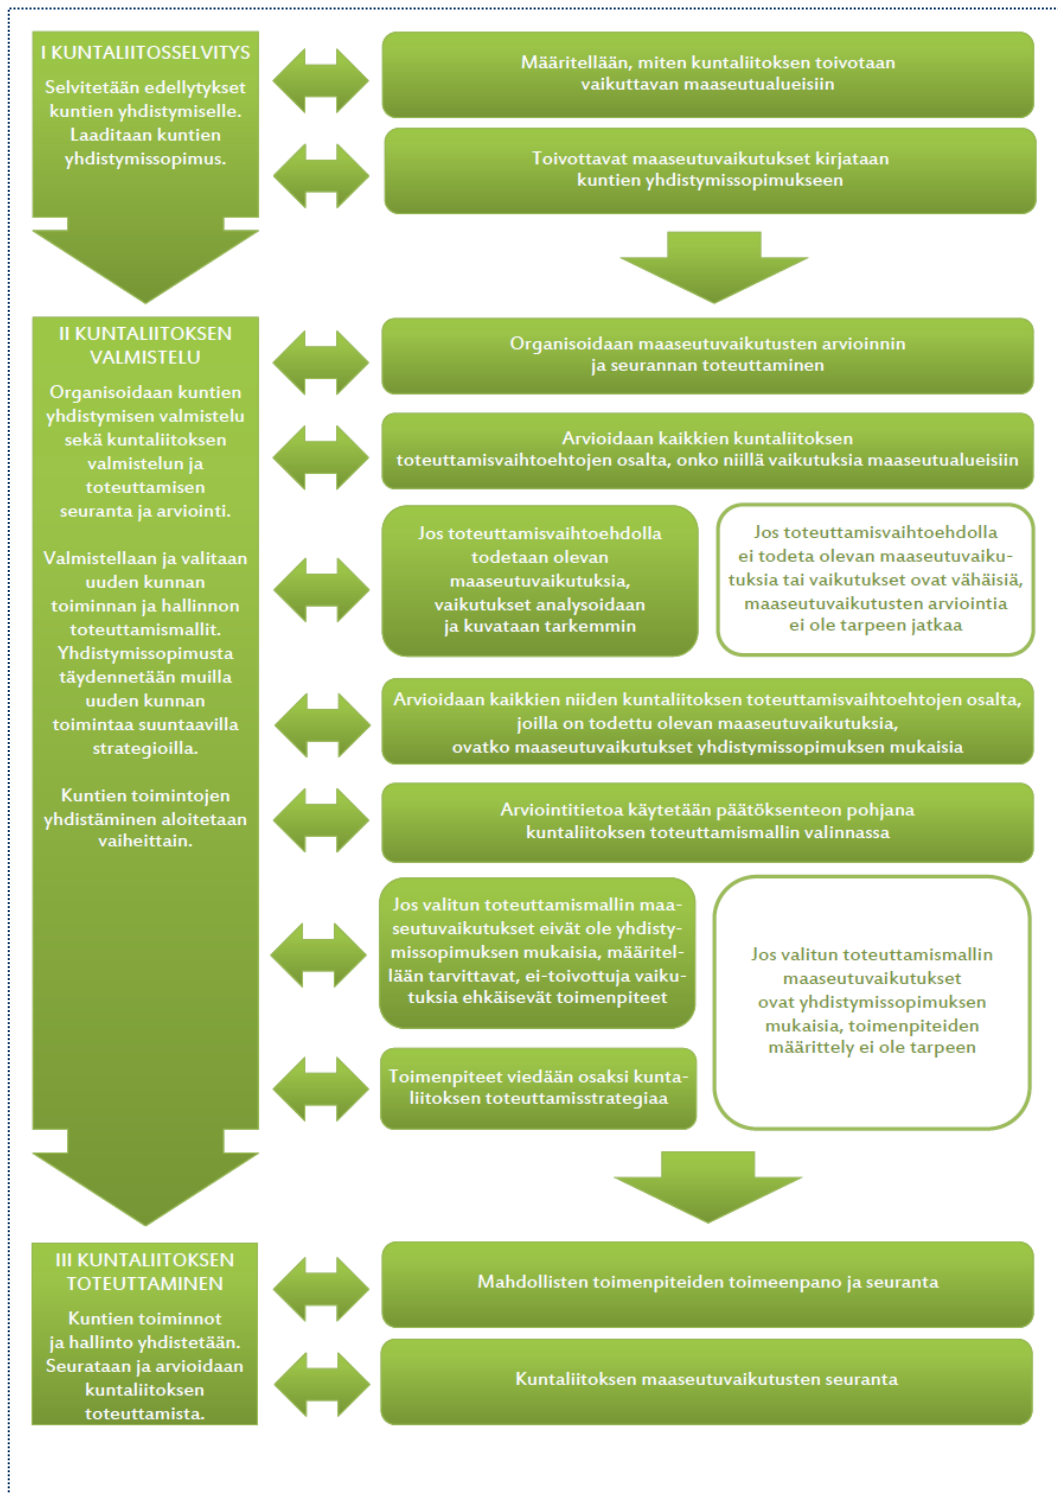 I KUNTALIITOSSELVITYS
Selvitetään edellytykset
kuntien yhdistymiselle.
Laaditaan kuntien
yhdistymissopimus.
Määritellään, miten kuntaliitoksen toivotaan
vaikuttavan maaseutualueisiin
Toivottavat maaseutuvaikutukset kirjataan
kuntien yhdistymissopimukseen
II KUNTALIITOKSEN
VALMISTELU
Organisoidaan kuntien
yhdistymisen valmistelu
sekä kuntaliitoksen
valmistelun ja
toteuttamisen
seuranta ja arviointi.
Valmistellaan ja valitaan
uuden kunnan
toiminnan ja hallinnon
toteuttamismallit.
Yhdistymissopimusta
täydennetään muilla
uuden kunnan
toimintaa suuntaavilla
strategioilla.
Kuntien toimintojen
yhdistäminen aloitetaan
vaiheittain.
Organisoidaan maaseutuvaikutusten arvioinnin
ja seurannan toteuttaminen
Arvioidaan kaikkien kuntaliitoksen
toteuttamisvaihtoehtojen osalta, onko niillä vaikutuksia maaseutualueisiin
Jos toteuttamisvaihtoehdolla
todetaan olevan
maaseutuvaikutuksia,
vaikutukset analysoidaan
ja kuvataan tarkemmin
Jos toteuttamisvaihtoehdolla
ei todeta olevan maaseutuvaiku-
tuksia tai vaikutukset ovat vähäisiä,
maaseutuvaikutusten arviointia
ei ole tarpeen jatkaa
Arvioidaan kaikkien niiden kuntaliitoksen toteuttamisvaihtoehtojen osalta,
joilla on todettu olevan maaseutuvaikutuksia,
ovatko maaseutuvaikutukset yhdistymissopimuksen mukaisia
Arviointitietoa käytetään päätöksenteon pohjana
kuntaliitoksen toteuttamismallin valinnassa
Jos valitun toteuttamismallin maa-
seutuvaikutukset eivät ole yhdisty-
missopimuksen mukaisia, määritel-
lään tarvittavat, ei-toivottuja vaiku-
tuksia ehkäisevät toimenpiteet
Jos valitun toteuttamismallin
maaseutuvaikutukset
ovat yhdistymissopimuksen
mukaisia, toimenpiteiden
määrittely ei ole tarpeen
Toimenpiteet viedään osaksi kunta-
liitoksen toteuttamisstrategiaa
III KUNTALIITOKSEN
TOTEUTTAMINEN
Kuntien toiminnot
ja hallinto yhdistetään.
Seurataan ja arvioidaan
kuntaliitoksen
toteuttamista.
Mahdollisten toimenpiteiden toimeenpano ja seuranta
Kuntaliitoksen maaseutuvaikutusten seuranta